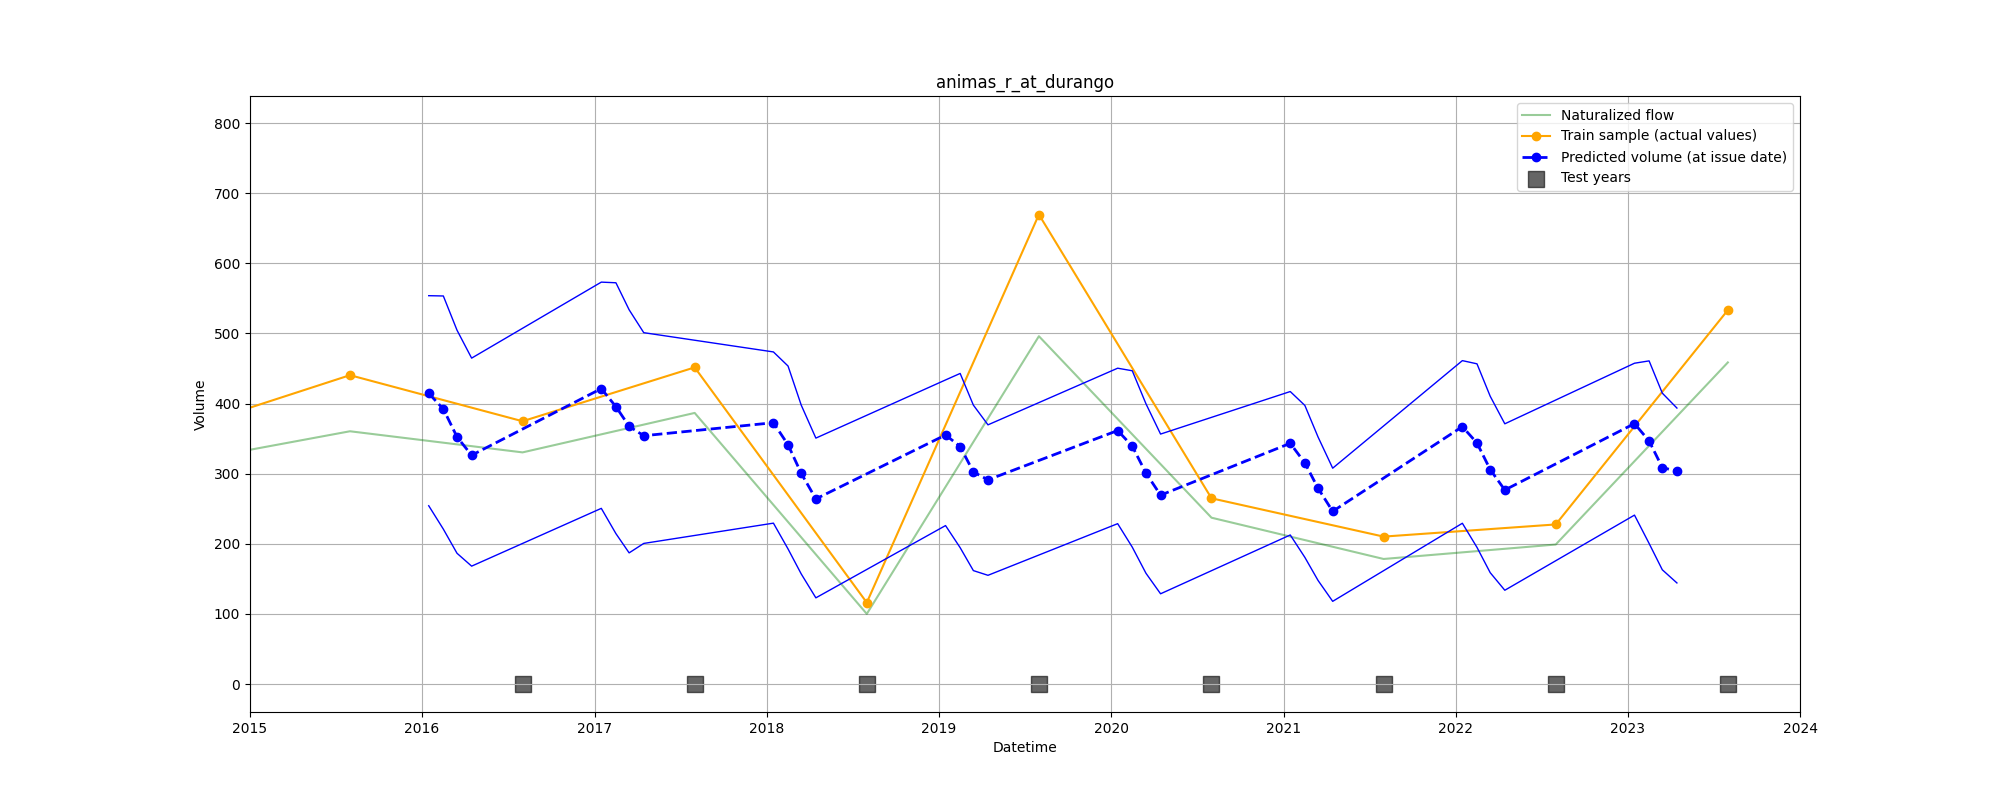 animas_r_at_durango
Naturalized flow
Train sample (actual values)
Predicted volume (at issue date)
Test years
Volume
800
700
600
500
400
300
200
100
0
2015 2016 2017 2018 2019 2020 2021 2022 2023 2024
Datetime